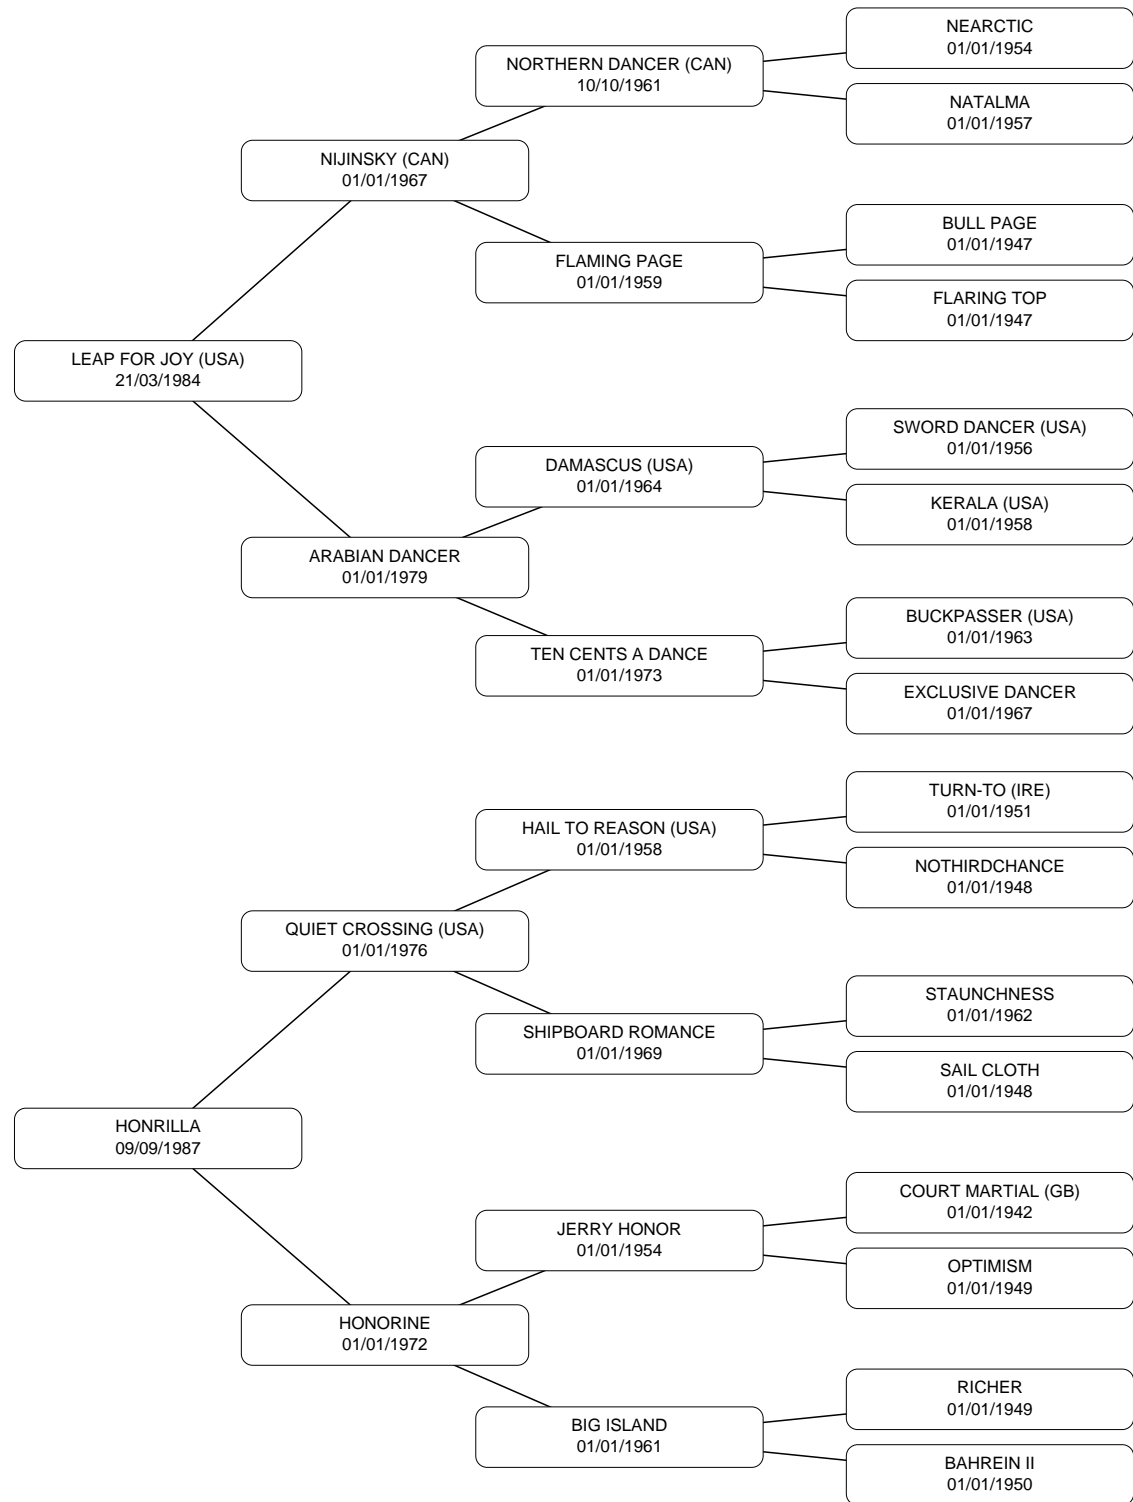 NEARCTIC
01/01/1954
NORTHERN DANCER (CAN)
10/10/1961
NATALMA
01/01/1957
NIJINSKY (CAN)
01/01/1967
BULL PAGE
01/01/1947
FLAMING PAGE
01/01/1959
FLARING TOP
01/01/1947
LEAP FOR JOY (USA)
21/03/1984
SWORD DANCER (USA)
01/01/1956
DAMASCUS (USA)
01/01/1964
KERALA (USA)
01/01/1958
ARABIAN DANCER
01/01/1979
BUCKPASSER (USA)
01/01/1963
TEN CENTS A DANCE
01/01/1973
EXCLUSIVE DANCER
01/01/1967
TURN-TO (IRE)
01/01/1951
HAIL TO REASON (USA)
01/01/1958
NOTHIRDCHANCE
01/01/1948
QUIET CROSSING (USA)
01/01/1976
STAUNCHNESS
01/01/1962
SHIPBOARD ROMANCE
01/01/1969
SAIL CLOTH
01/01/1948
HONRILLA
09/09/1987
COURT MARTIAL (GB)
01/01/1942
JERRY HONOR
01/01/1954
OPTIMISM
01/01/1949
HONORINE
01/01/1972
RICHER
01/01/1949
BIG ISLAND
01/01/1961
BAHREIN II
01/01/1950